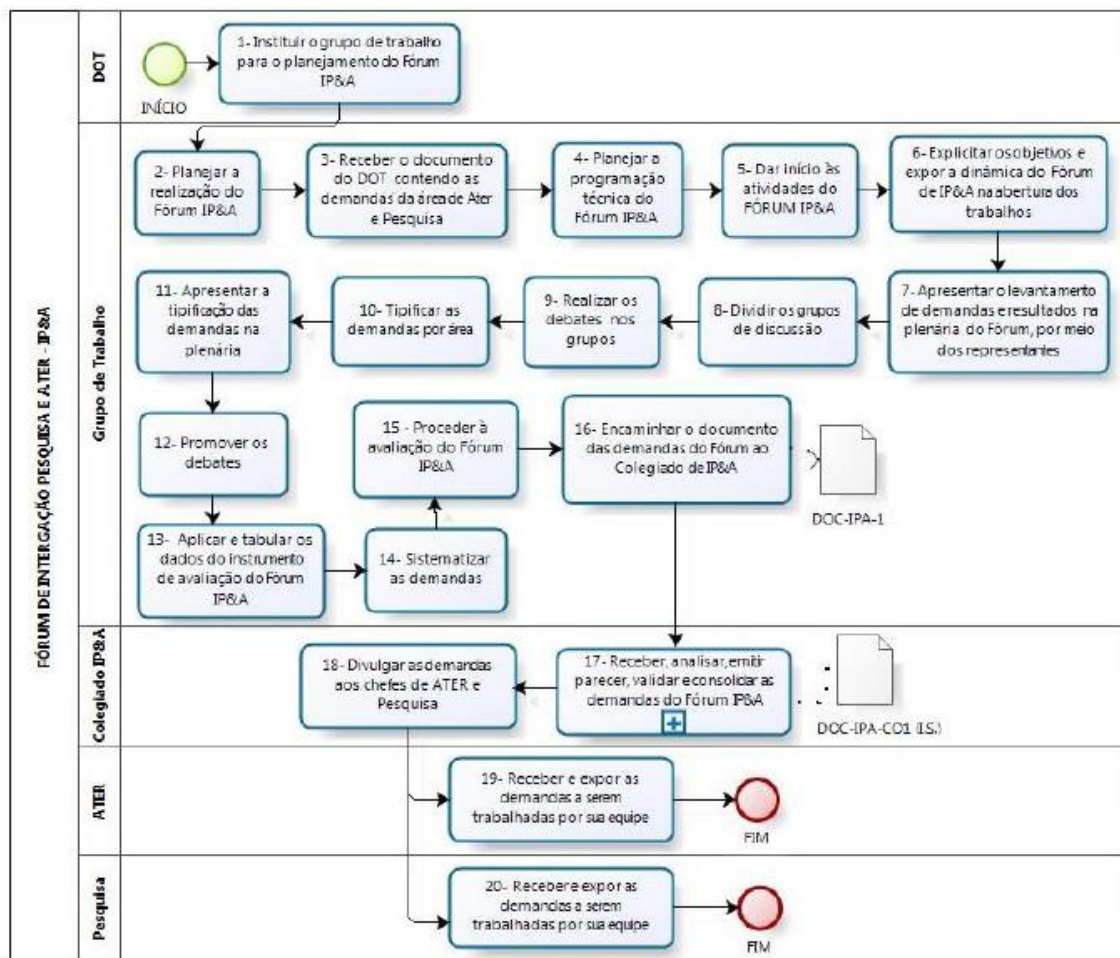 FÓRUM DE INTERGAÇÃO PESQUISA E ATER - IP&A
DOT
INÍCIO
1- Instituir o grupo de trabalho
para o planejamento do Fórum
IP&A
Grupo de Trabalho
2- Planejar a
realização do
Fórum IP&A
3- Receber o documento
do DOT contendo as
demandas da área de Ater
e Pesquisa
4- Planejar a
programação
técnica do
Fórum IP&A
5- Dar início às
atividades do
FÓRUM IP&A
6- Explicitar os objetivos e
expor a dinâmica do Fórum
de IP&A na abertura dos
trabalhos
7- Apresentar o levantamento
de demandas e resultados na
plenária do Fórum, por meio
dos representantes
8- Dividir os grupos
de discussão
9- Realizar os
debates nos
grupos
10- Tipificar as
demandas por área
11- Apresentar a
tipificação das
demandas na
plenária
12- Promover os
debates
13- Aplicar e tabular os
dados do instrumento
de avaliação do Fórum
IP&A
14- Sistematizar
as demandas
15 - Proceder à
avaliação do Fórum
IP&A
16- Encaminhar o documento
das demandas do Fórum ao
Colegiado de IP&A
DOC-IPA-1
Colegiado IP&A
17- Receber, analisar, emitir
parecer, validar e consolidar as
demandas do Fórum IP&A
DOC-IPA-CO1 (I.S.)
18- Divulgar as demandas
aos chefes de ATER e
Pesquisa
ATER
19- Receber e expor as
demandas a serem
trabalhadas por sua equipe
FIM
Pesquisa
20- Receber e expor as
demandas a serem
trabalhadas por sua equipe
FIM